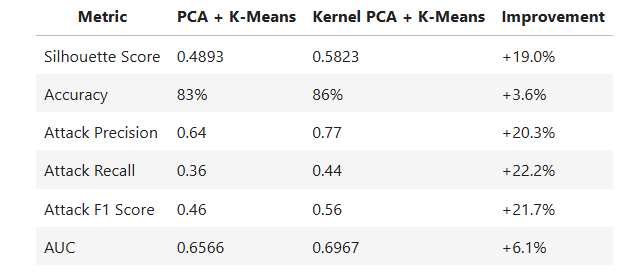 Metric PCA + K-Means Kernel PCA + K-Means Improvement
Silhouette Score 0.4893 0.5823 +19.0%
Accuracy 83% 86% +3.6%
Attack Precision 0.64 0.77 +20.3%
Attack Recall 0.36 0.44 +22.2%
Attack F1 Score 0.46 0.56 +21.7%
AUC 0.6566 0.6967 +6.1%